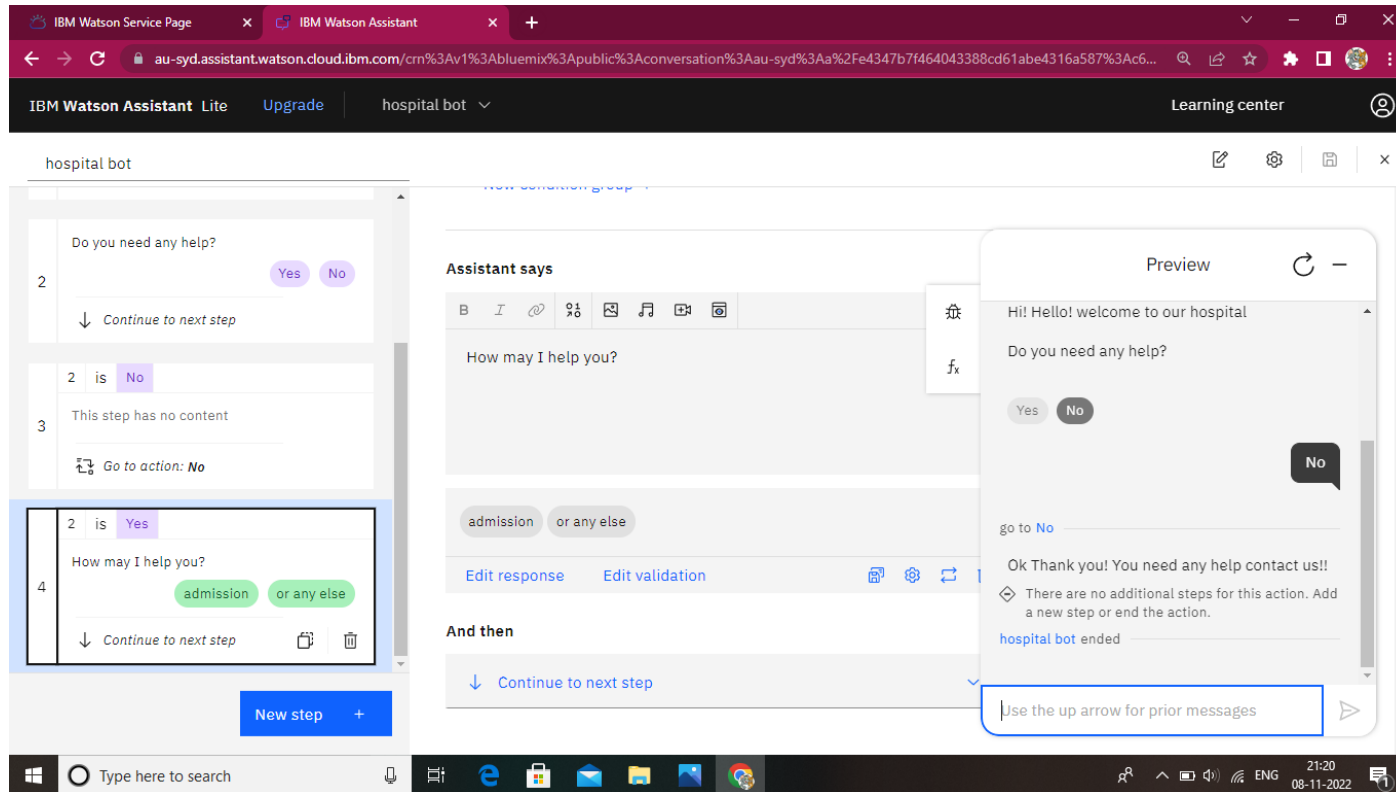 IBM Watson Service Page
IBM Watson Assistant
au-syd.assistant.watson.cloud.ibm.com/crn%3Av1%3Abluemix%3Apublic%3Aconversation%3Aau-syd%3Aa%2Fe4347b7f464043388cd61abe4316a587%3Ac6...
IBM Watson Assistant Lite Upgrade hospital bot Learning center
hospital bot
2
Do you need any help?
Yes No
Continue to next step
3
2 is No
This step has no content
Go to action: No
4
2 is Yes
How may I help you?
admission or any else
Continue to next step
New step +
New condition group +
Assistant says
B I
How may I help you?
fx
admission or any else
Edit response Edit validation
And then
Continue to next step
Preview
Hi! Hello! welcome to our hospital
Do you need any help?
Yes No
No
go to No
Ok Thank you! You need any help contact us!!
There are no additional steps for this action. Add
a new step or end the action.
hospital bot ended
Use the up arrow for prior messages
Type here to search
ENG
21:20
08-11-2022
1